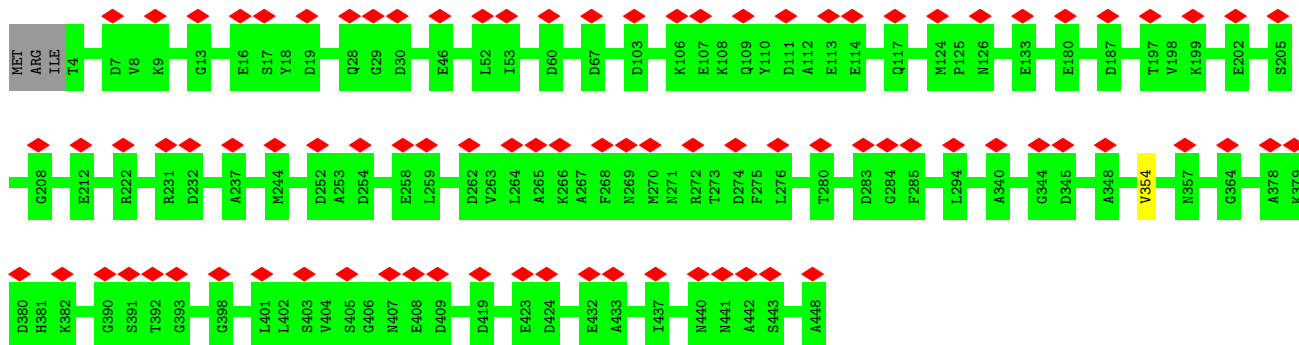 MET ARG ILE T4 D7 V8 K9 G13 E16 S17 Y18 D19 Q28 G29 D30 E46 L52 I53 D60 D67 D103 K106 E107 K108 Q109 Y110 D111 A112 E113 E114 Q117 M124 P125 N126 E133 E180 D187 T197 V198 K199 E202 S205
G208 E212 R222 R231 D232 A237 M244 D252 A253 D254 E258 L259 D262 V263 L264 A265 K266 A267 F268 N269 M270 N271 R272 T273 D274 F275 L276 T280 D283 G284 F285 L294 A340 G344 D345 A348 V354 N357 G364 A378 K379
D380 H381 K382 G390 S391 T392 G393 G398 L401 L402 S403 V404 S405 G406 N407 E408 D409 D419 E423 D424 E432 A433 I437 N440 N441 A442 S443 A448